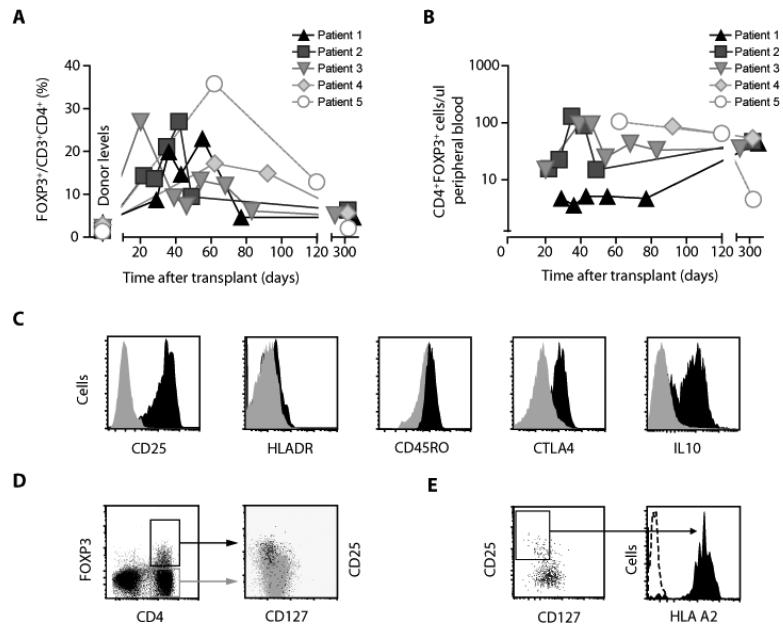 A
FOXP3⁺/CD3⁺CD4⁺ (%)
40
30
20
10
0
Donor levels
20 40 60 80 100 120 300
Time after transplant (days)
Patient 1
Patient 2
Patient 3
Patient 4
Patient 5
B
CD4⁺FOXP3⁺ cells/ul
peripheral blood
1000
100
10
0 20 40 60 80 100 120 300
Time after transplant (days)
Patient 1
Patient 2
Patient 3
Patient 4
Patient 5
C
Cells
CD25 HLADR CD45RO CTLA4 IL10
D
FOXP3
CD4
CD25
CD127
E
CD25
CD127
Cells
HLA A2